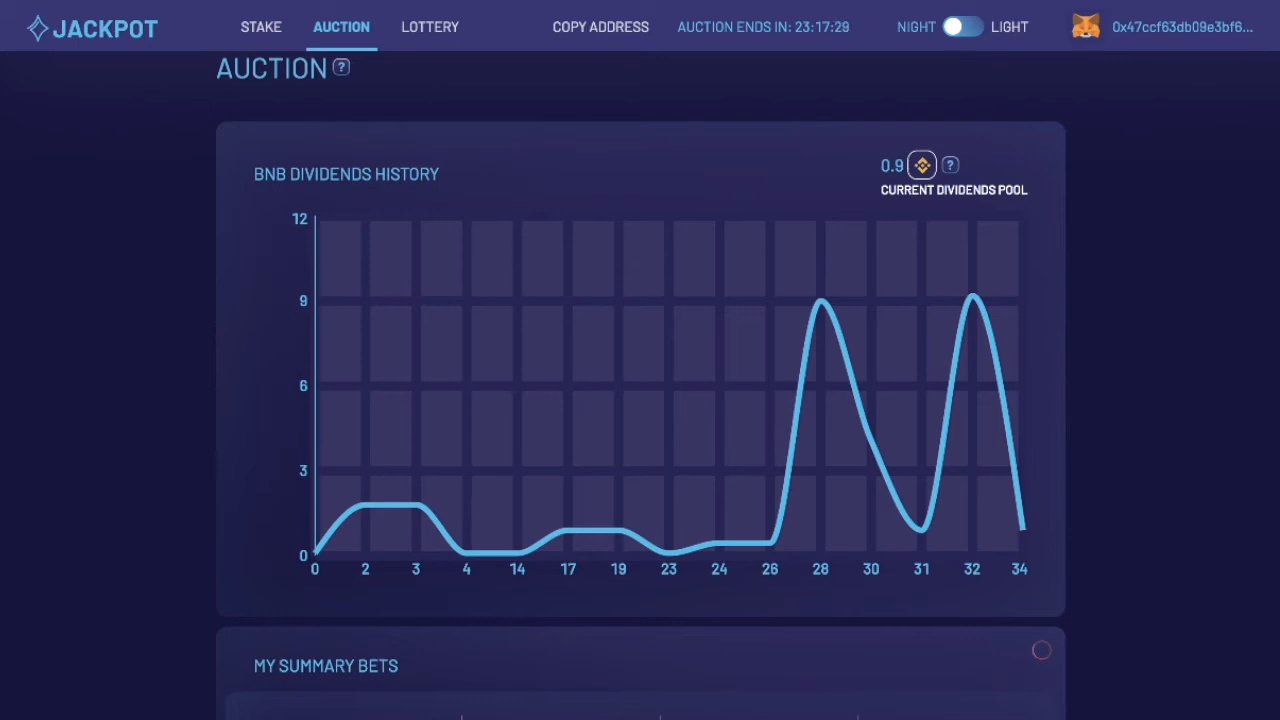 JACKPOT STAKE AUCTION LOTTERY COPY ADDRESS AUCTION ENDS IN: 23:17:29 NIGHT LIGHT 0x47ccf63db09e3bf6...
AUCTION ?
BNB DIVIDENDS HISTORY
0.9 ?
CURRENT DIVIDENDS POOL
12
9
6
3
0
0 2 3 4 14 17 19 23 24 26 28 30 31 32 34
MY SUMMARY BETS